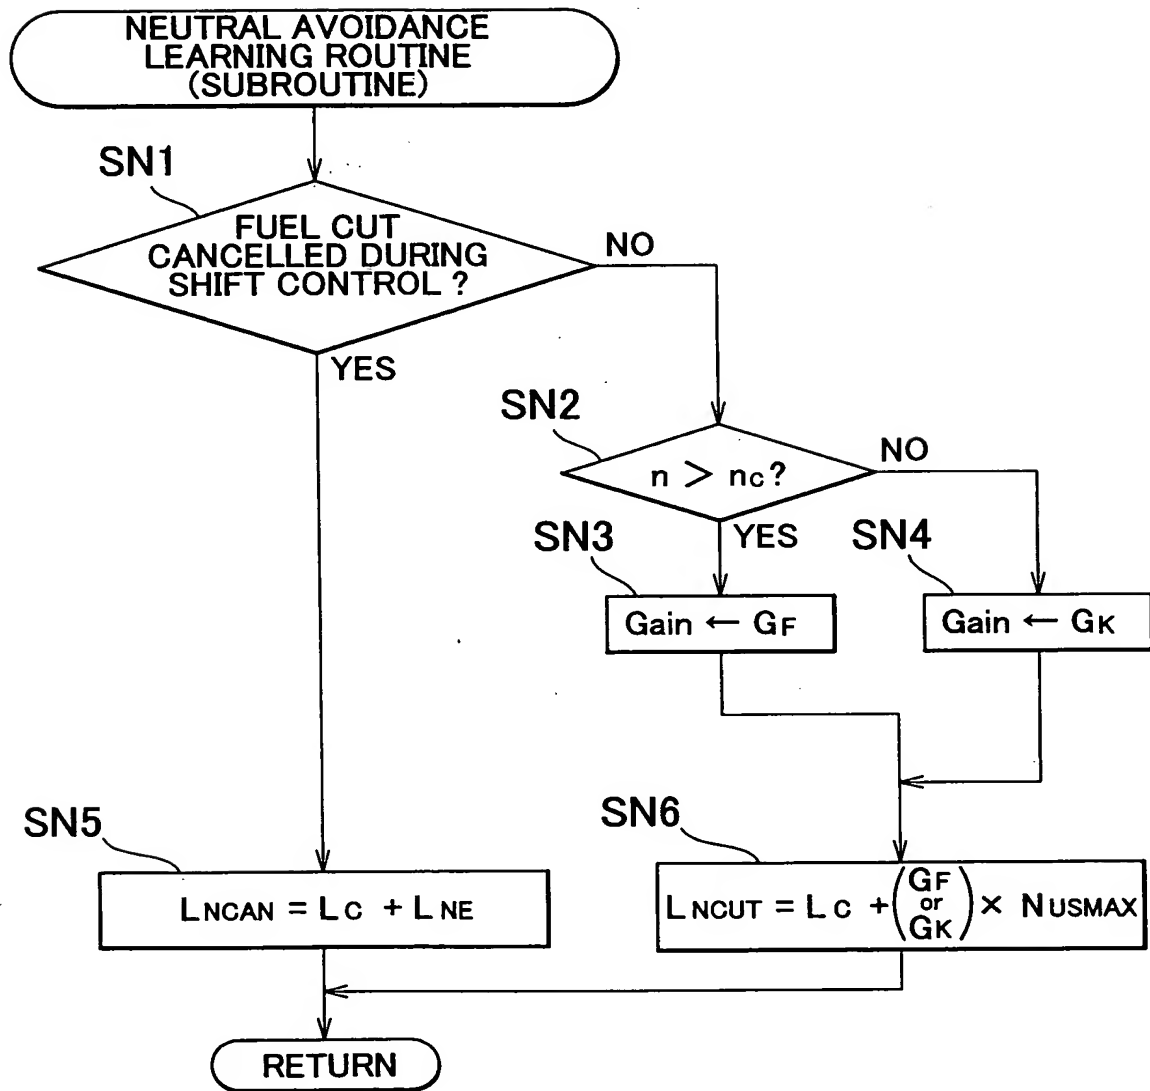 NEUTRAL AVOIDANCE
LEARNING ROUTINE
(SUBROUTINE)
SN1
FUEL CUT
CANCELLED DURING
SHIFT CONTROL ?
NO
YES
SN2
n > nc?
NO
YES
SN3
Gain ← GF
SN4
Gain ← GK
SN5
LNCAN = LC + LNE
SN6
LNCUT = LC + (GF or GK) × NUSMAX
RETURN